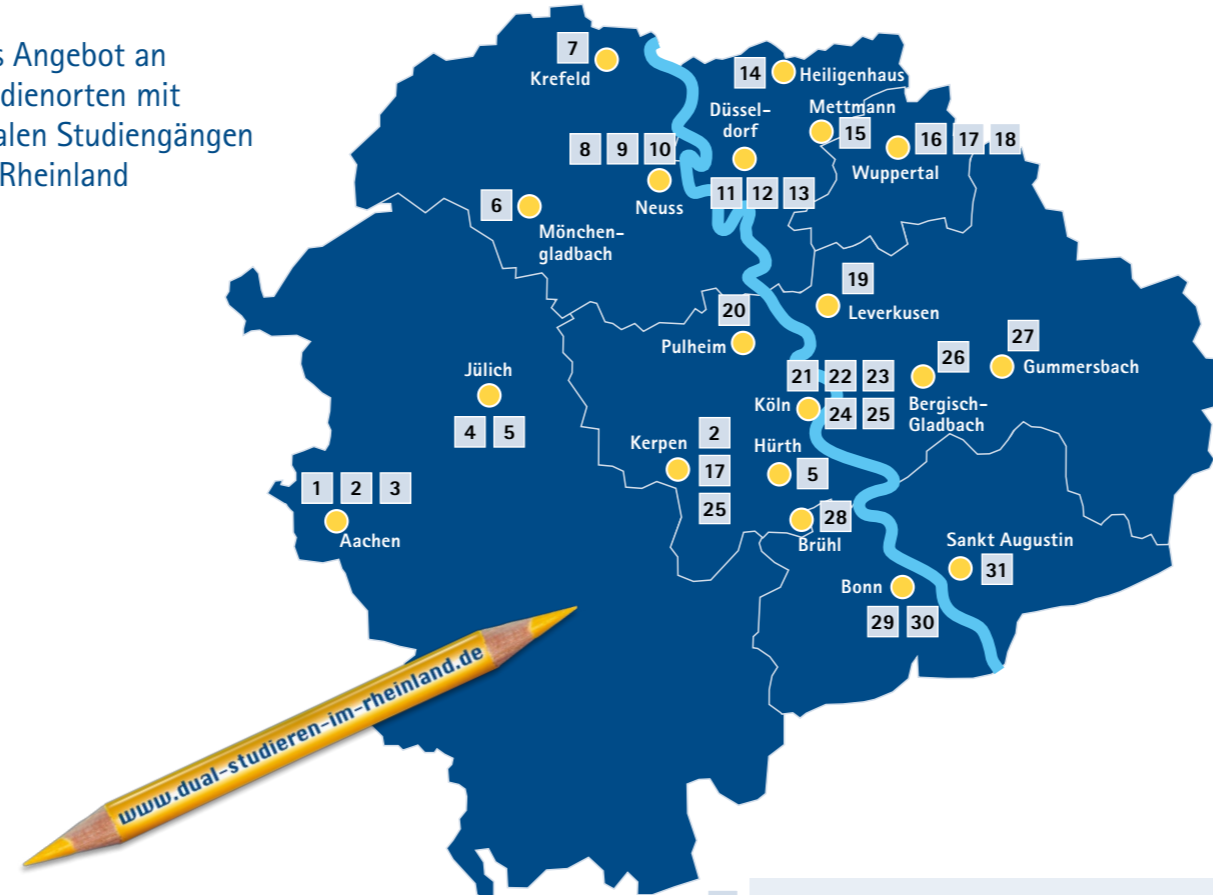 s Angebot an
dienorten mit
alen Studiengängen
Rheinland
7
Krefeld
14
Heiligenhaus
Düssel-
dorf
Mettmann
15
16 17 18
Wuppertal
8 9 10
Neuss
11 12 13
6
Mönchen-
gladbach
19
Leverkusen
20
Pulheim
27
Gummersbach
26
Bergisch-
Gladbach
21 22 23
Köln
24 25
Jülich
4 5
Kerpen
2
17
25
Hürth
5
1 2 3
Aachen
28
Brühl
Sankt Augustin
31
Bonn
29 30
www.dual-studieren-im-rheinland.de